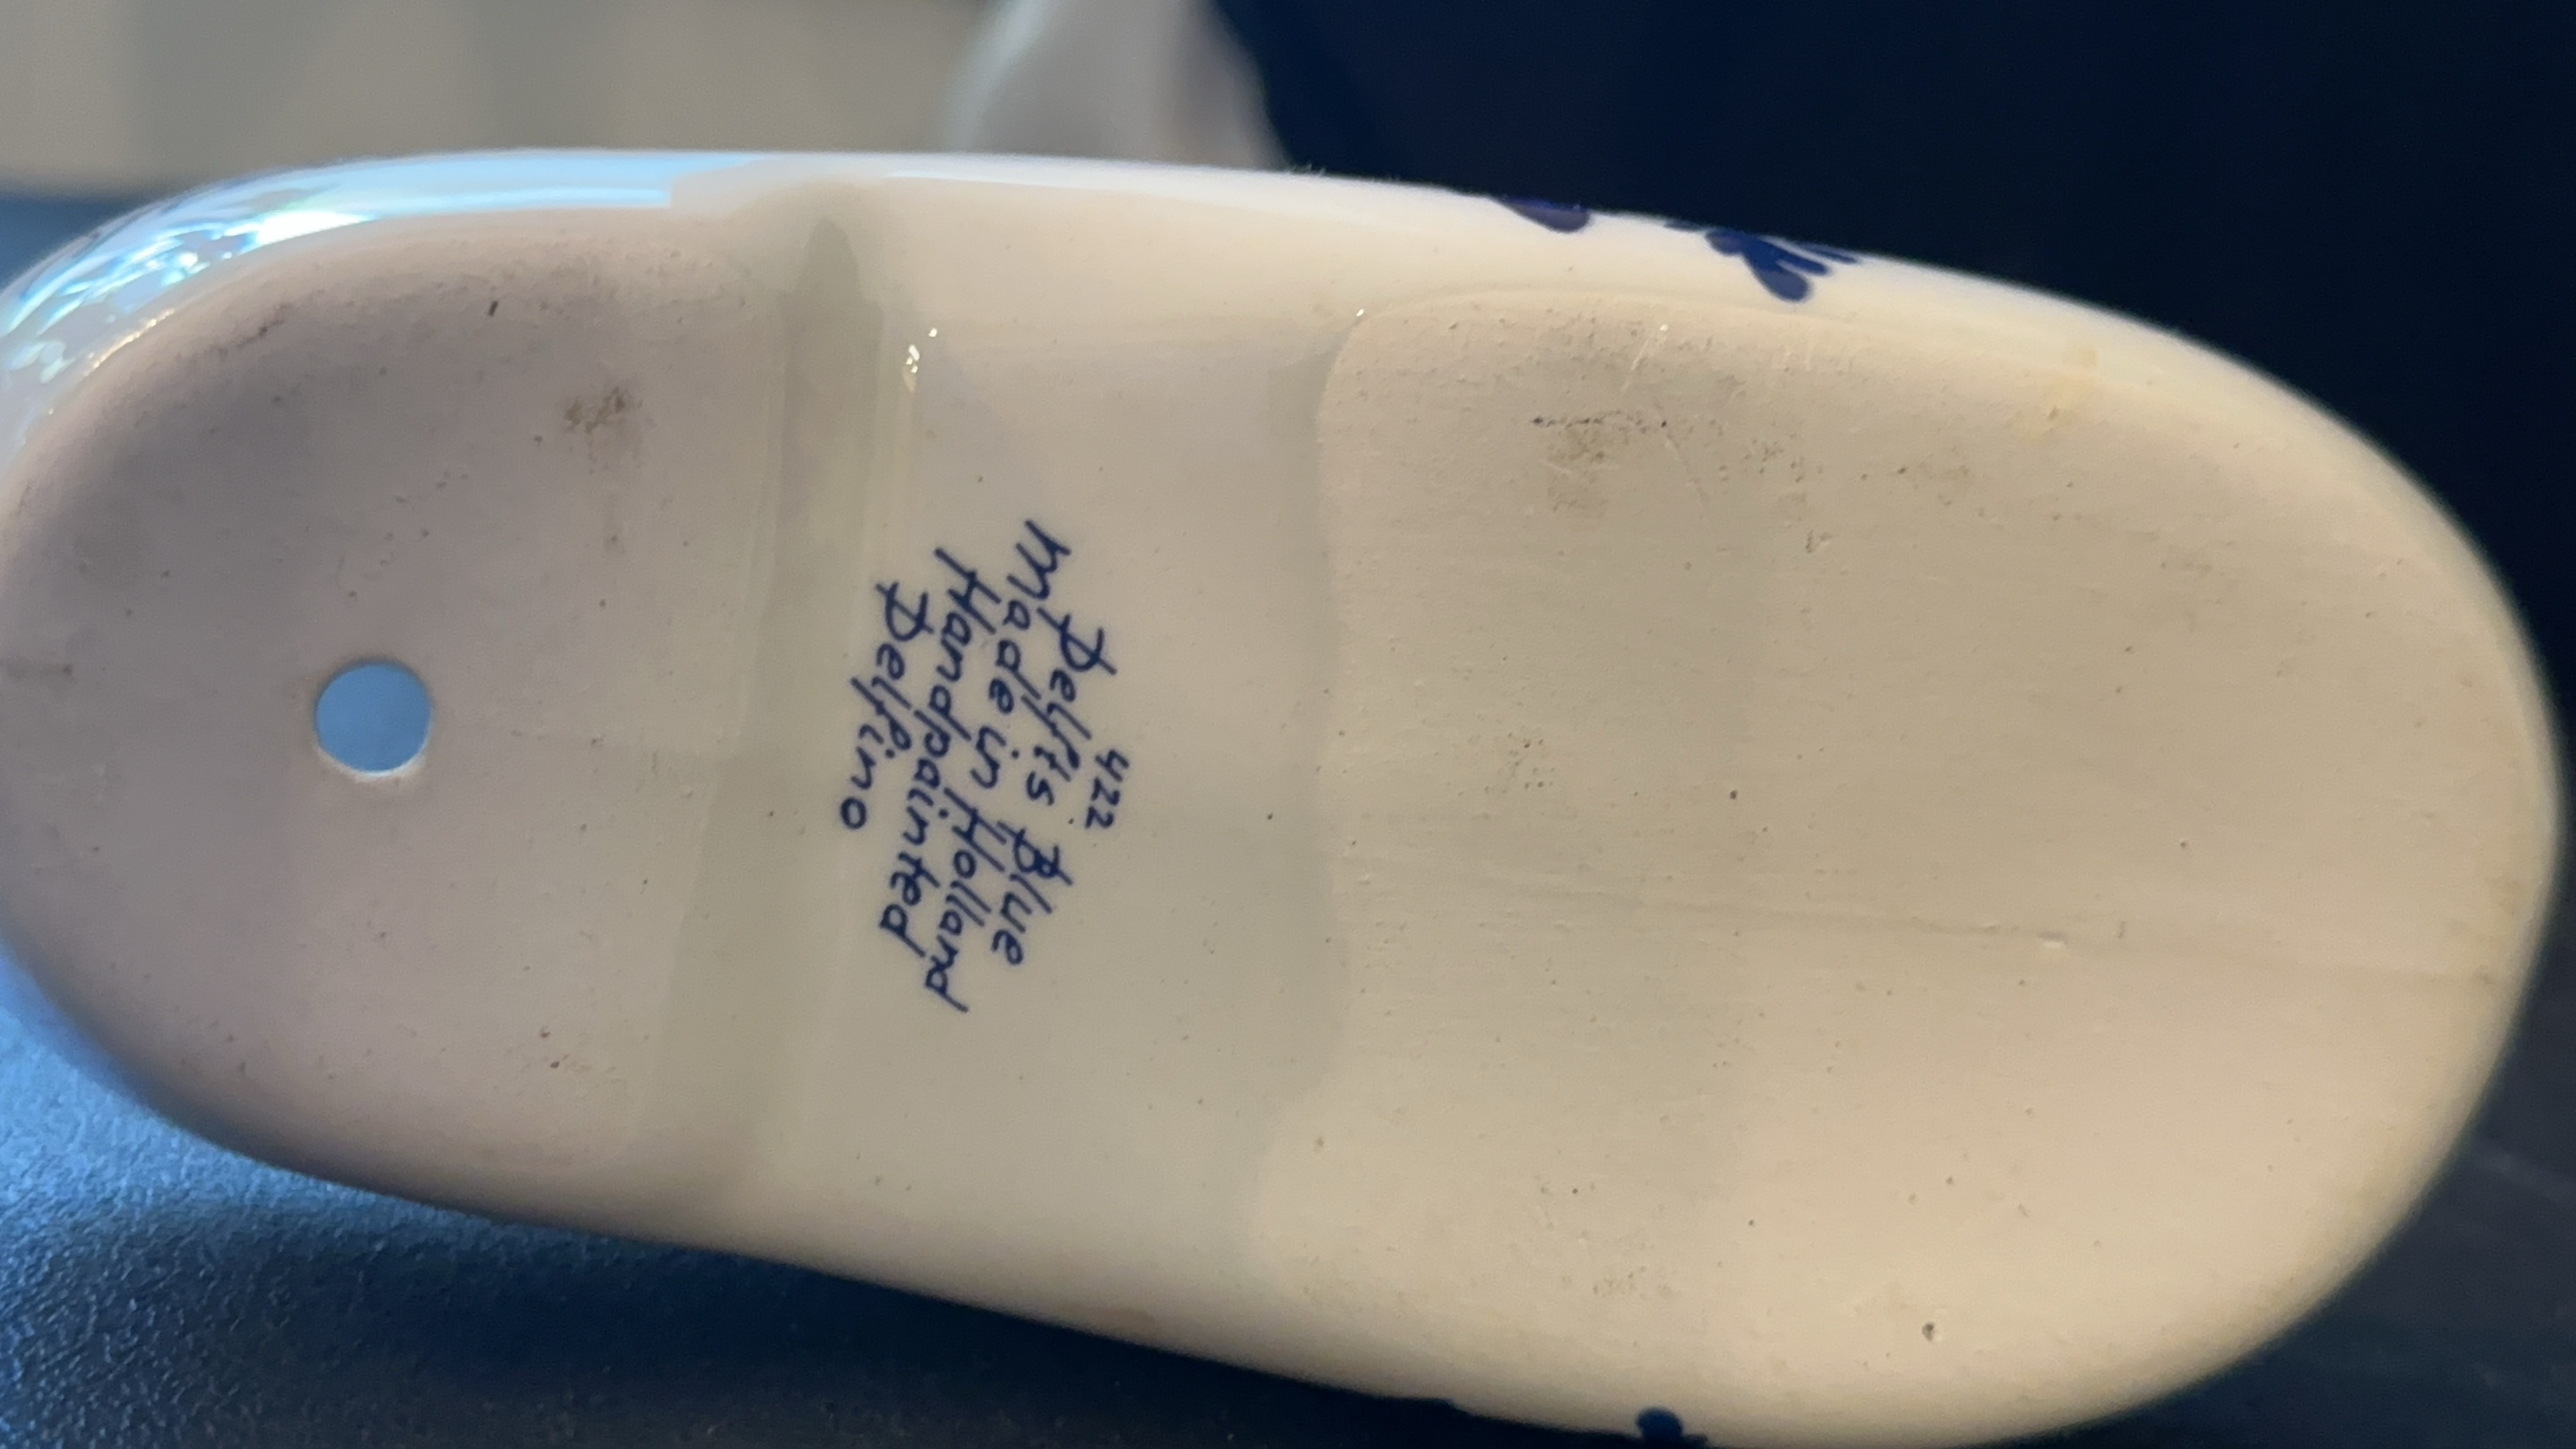 422
Delfts Blue
made in Holland
Handpainted
Delfino